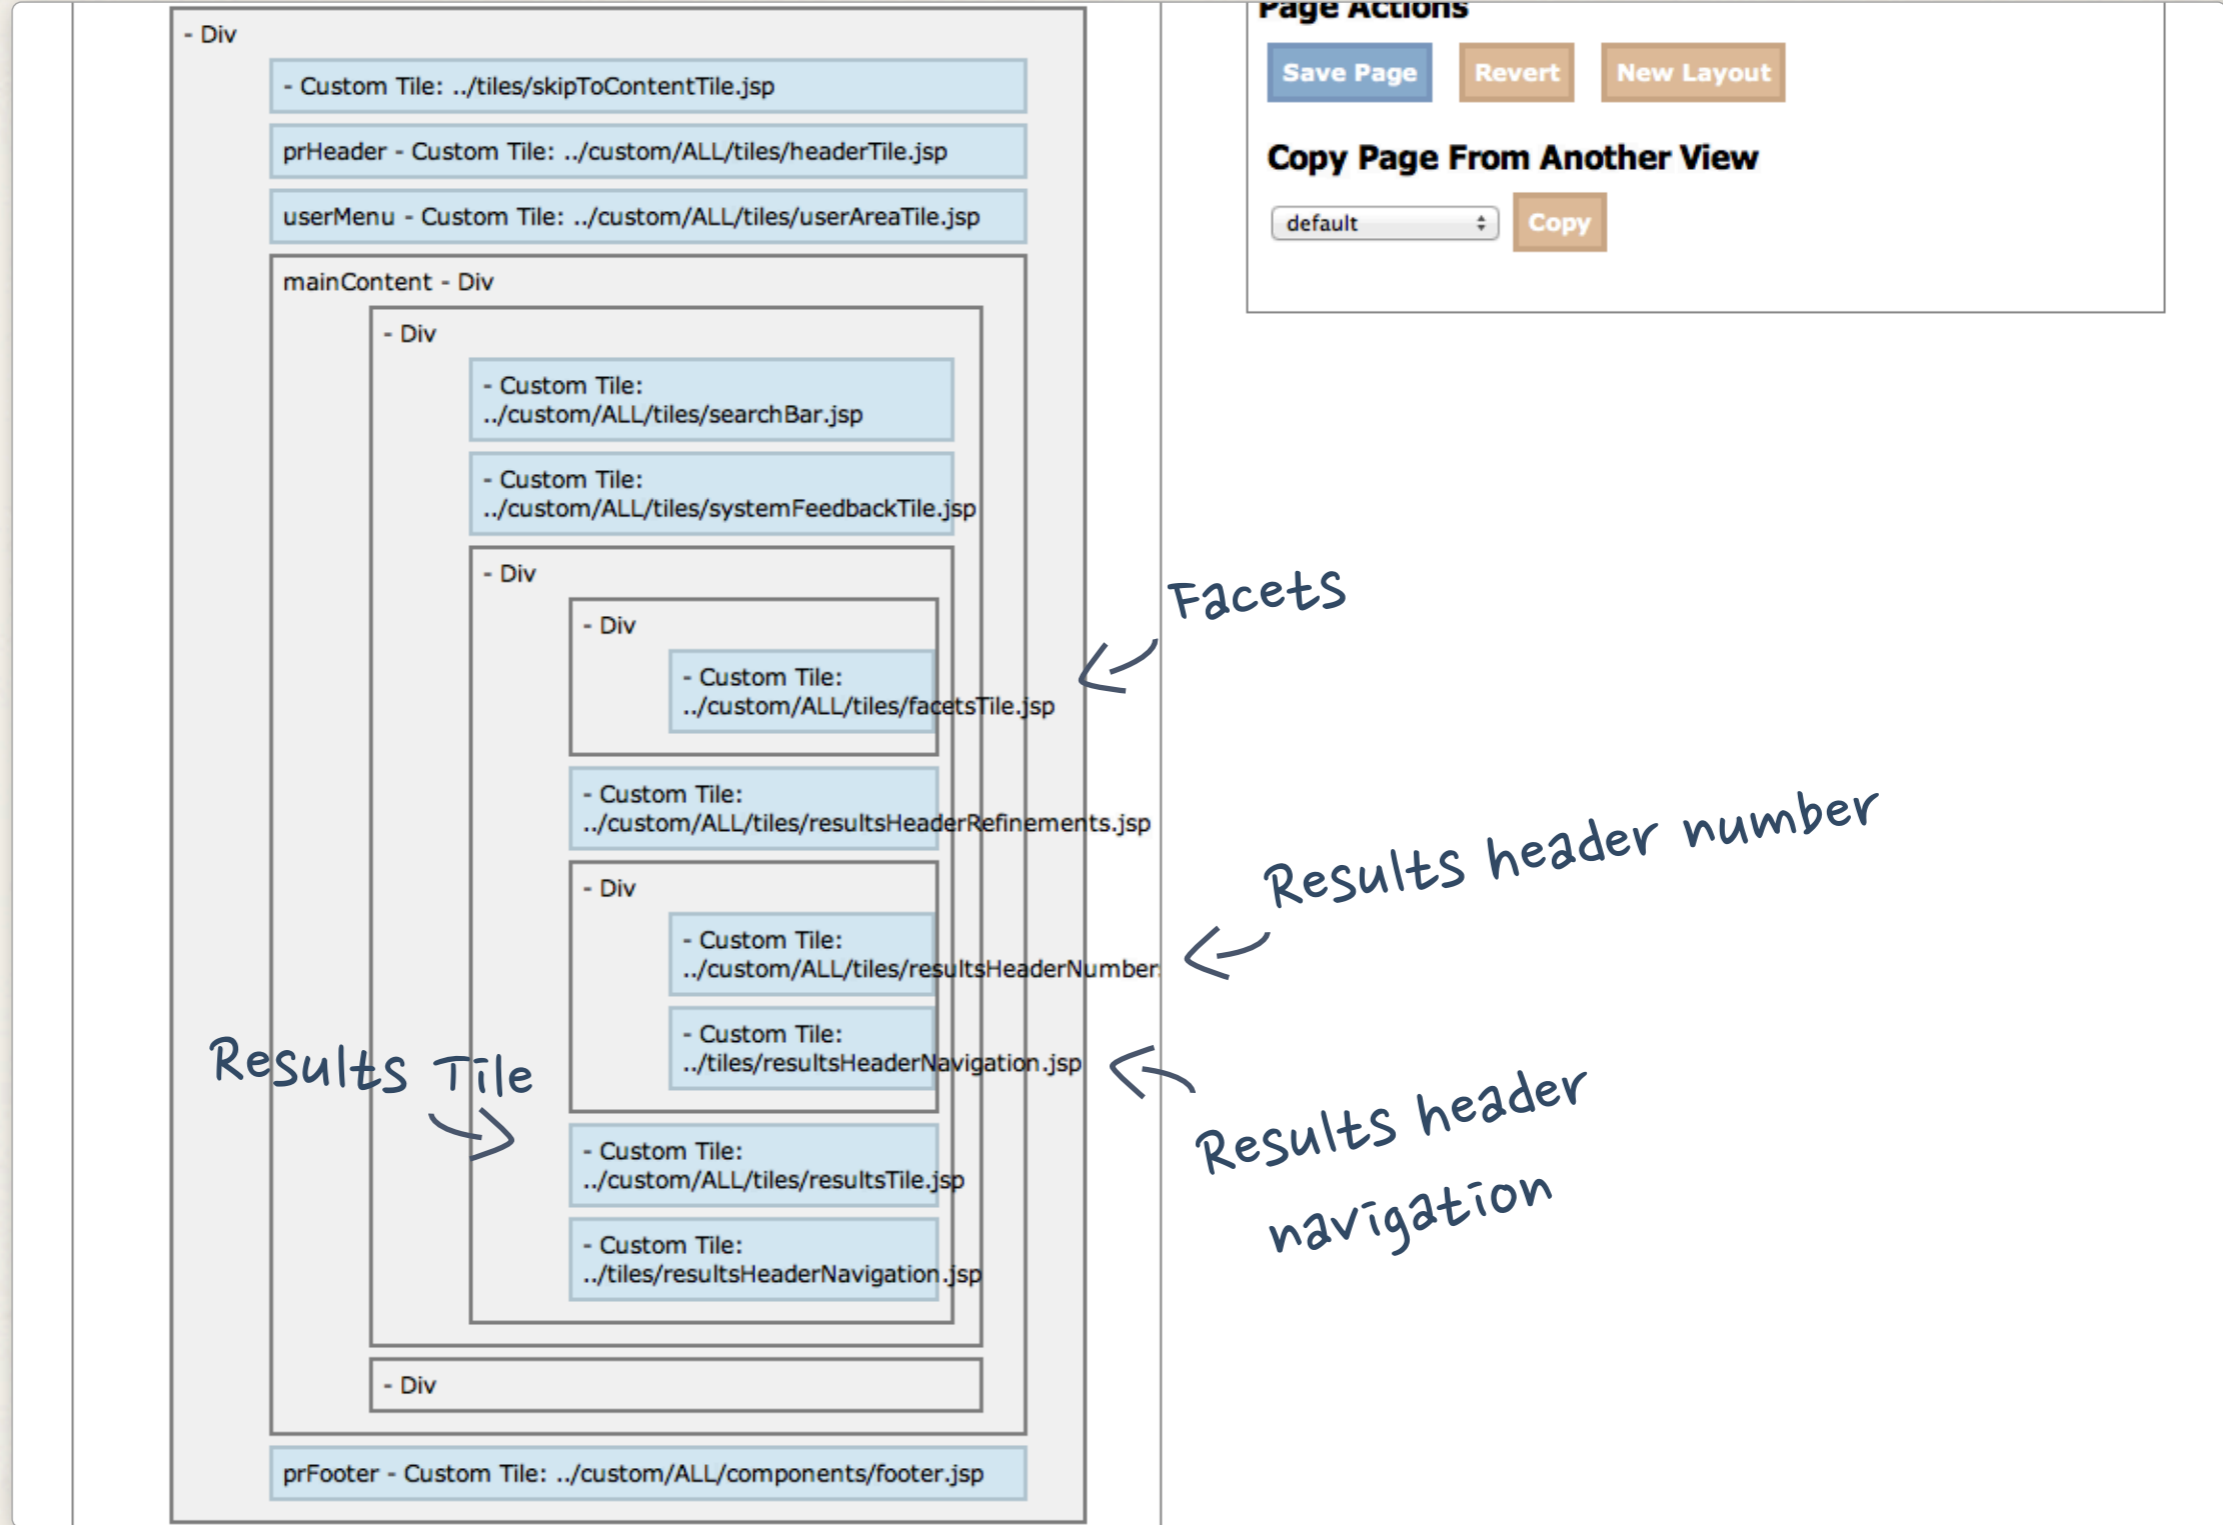 - Div
- Custom Tile: ../tiles/skipToContentTile.jsp
prHeader - Custom Tile: ../custom/ALL/tiles/headerTile.jsp
userMenu - Custom Tile: ../custom/ALL/tiles/userAreaTile.jsp
mainContent - Div
- Div
- Custom Tile:
../custom/ALL/tiles/searchBar.jsp
- Custom Tile:
../custom/ALL/tiles/systemFeedbackTile.jsp
- Div
- Div
- Custom Tile:
../custom/ALL/tiles/facetsTile.jsp
- Custom Tile:
../custom/ALL/tiles/resultsHeaderRefinements.jsp
- Div
- Custom Tile:
../custom/ALL/tiles/resultsHeaderNumber.
- Custom Tile:
../tiles/resultsHeaderNavigation.jsp
- Custom Tile:
../custom/ALL/tiles/resultsTile.jsp
- Custom Tile:
../tiles/resultsHeaderNavigation.jsp
- Div
prFooter - Custom Tile: ../custom/ALL/components/footer.jsp
Results Tile
Page Actions
Save Page Revert New Layout
Copy Page From Another View
default Copy
Facets
Results header number
Results header
navigation